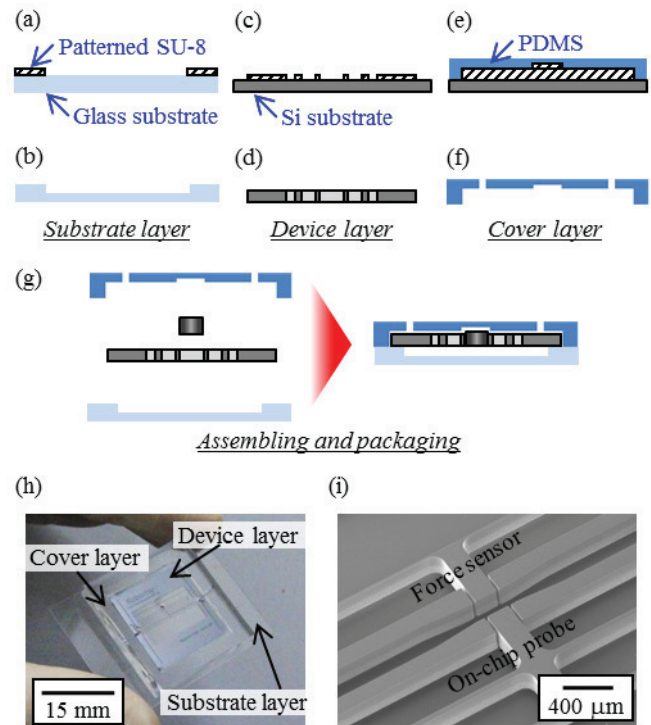 (a)
(c)
(e)
Patterned SU-8
PDMS
Glass substrate
Si substrate
(b)
(d)
(f)
Substrate layer
Device layer
Cover layer
(g)
Assembling and packaging
(h)
(i)
Device layer
Cover layer
Substrate layer
15 mm
Force sensor
On-chip probe
400 μm